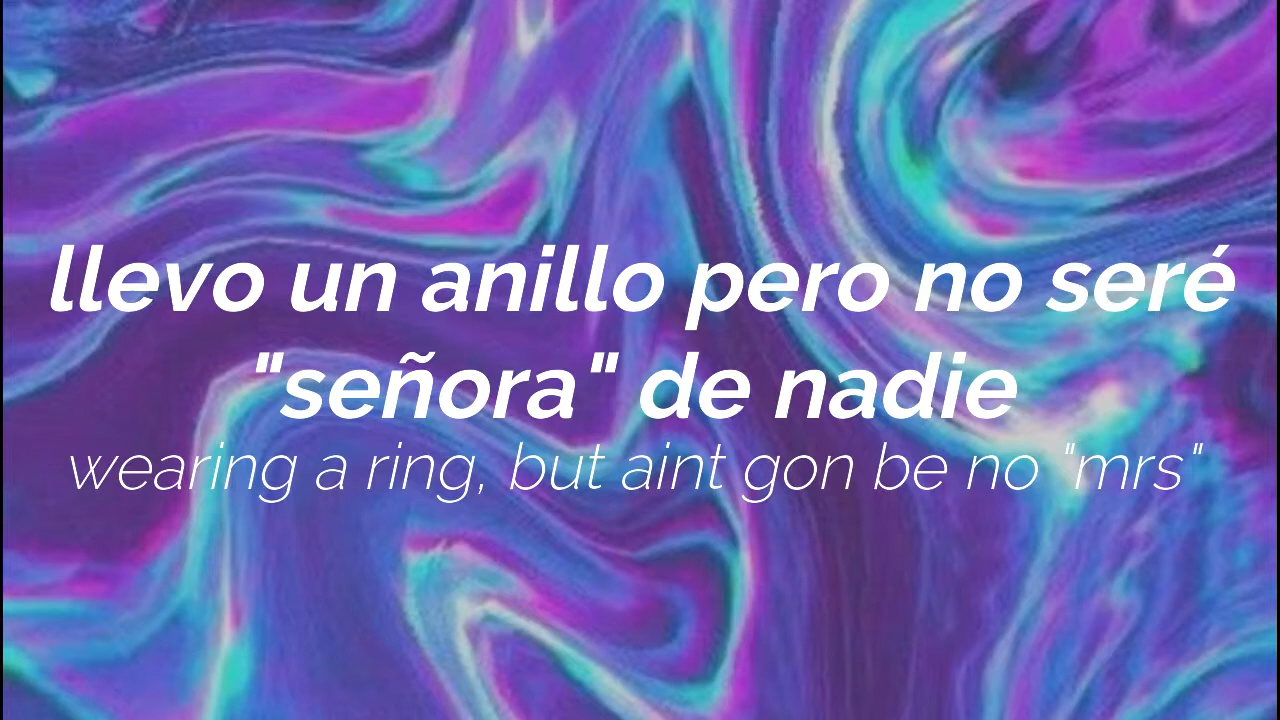 llevo un anillo pero no seré
"señora" de nadie
wearing a ring, but aint gon be no "mrs"